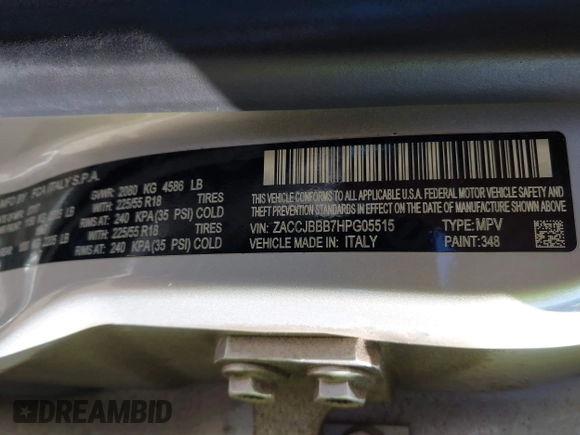 MFD BY FCA ITALY S.P.A.
GVWR: 2080 KG 4586 LB
WITH: 225/55 R18 TIRES
AT: 240 KPA (35 PSI) COLD
WITH: 225/55 R18 TIRES
AT: 240 KPA (35 PSI) COLD
THIS VEHICLE CONFORMS TO ALL APPLICABLE U.S.A. FEDERAL MOTOR VEHICLE SAFETY
BUMPER, AND THEFT PREVENTION STANDARDS IN EFFECT ON THE DATE OF MANUFACTURE SHOWN ABOVE
VIN: ZACCJBBB7HPG05515 TYPE: MPV
VEHICLE MADE IN: ITALY PAINT: 348
DREAMBID